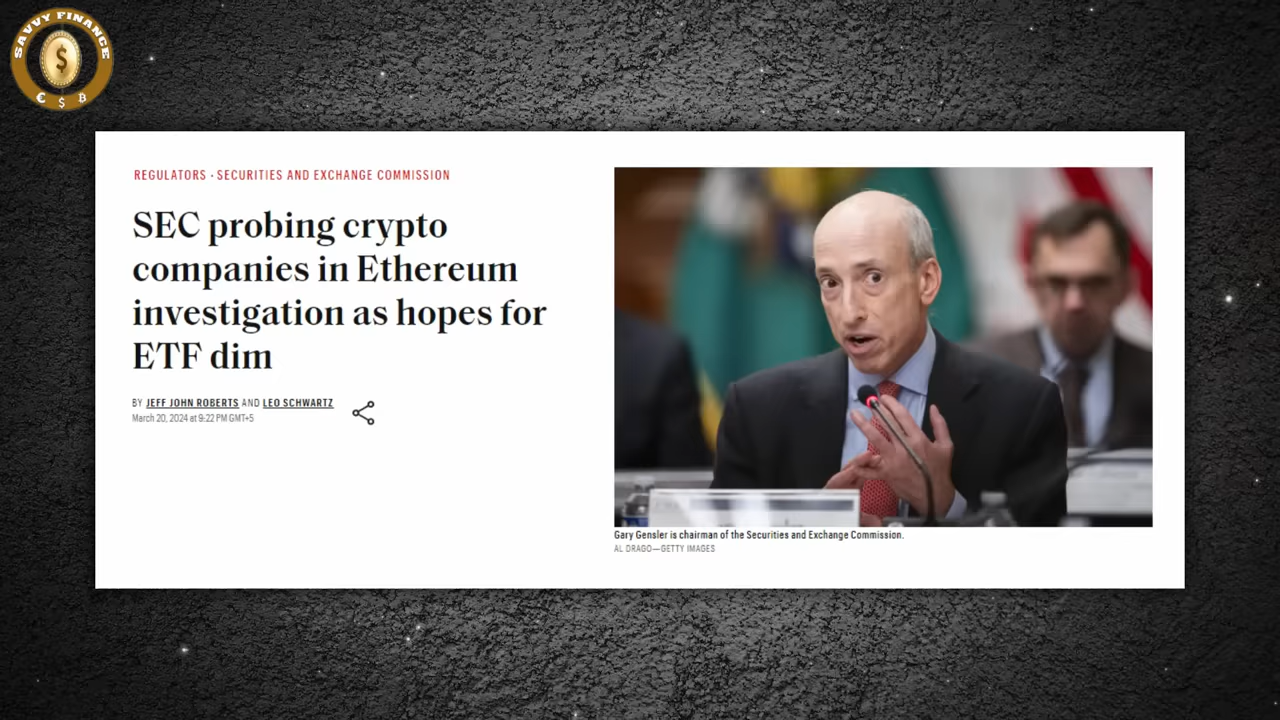 SAVVY FINANCE
$
€ $ B
REGULATORS · SECURITIES AND EXCHANGE COMMISSION
SEC probing crypto
companies in Ethereum
investigation as hopes for
ETF dim
BY JEFF JOHN ROBERTS AND LEO SCHWARTZ
March 20, 2024 at 9:22 PM GMT+5
Gary Gensler is chairman of the Securities and Exchange Commission.
AL DRAGO—GETTY IMAGES